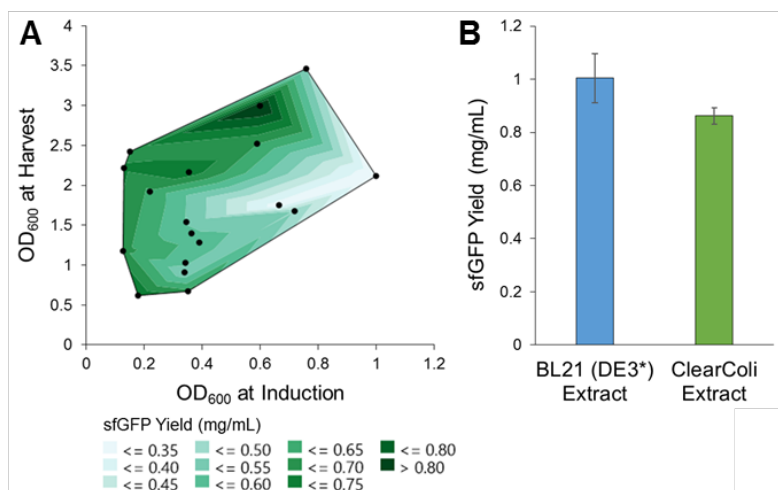 A
OD600 at Harvest
4
3.5
3
2.5
2
1.5
1
0.5
0
0 0.2 0.4 0.6 0.8 1 1.2
OD600 at Induction
sfGFP Yield (mg/mL)
<= 0.35 <= 0.50 <= 0.65 <= 0.80
<= 0.40 <= 0.55 <= 0.70 > 0.80
<= 0.45 <= 0.60 <= 0.75
B
sfGFP Yield (mg/mL)
1.2
1
0.8
0.6
0.4
0.2
0
BL21 (DE3*) ClearColi
Extract Extract